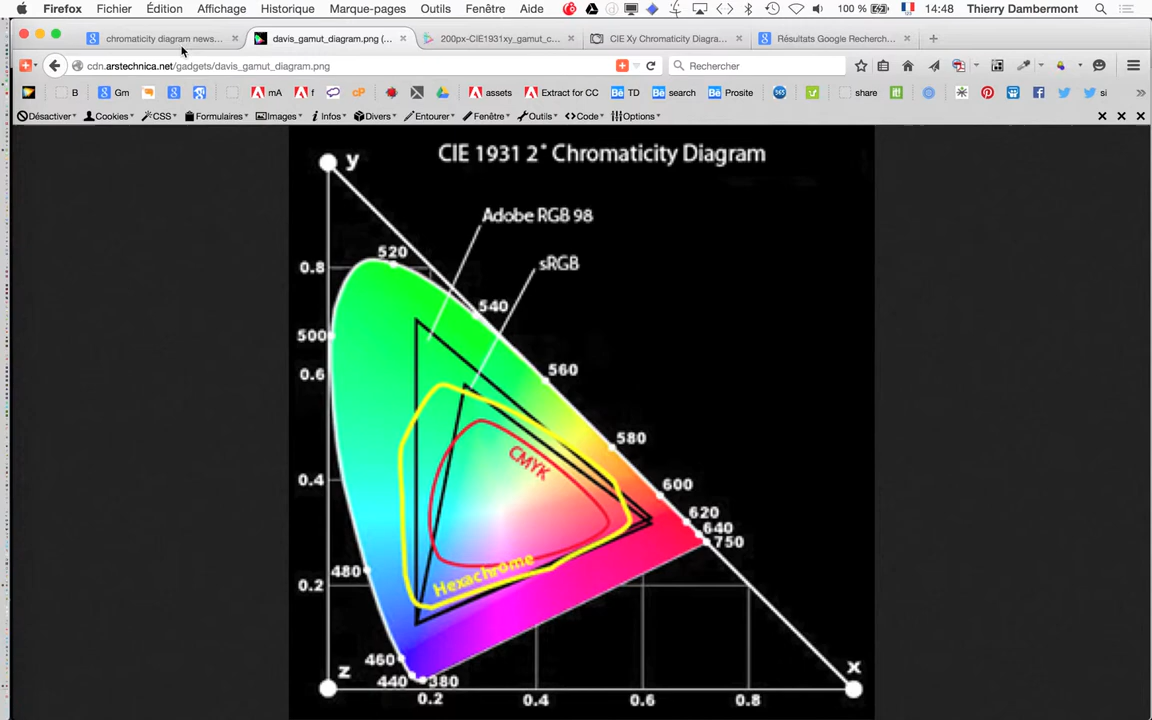 Firefox Fichier Édition Affichage Historique Marque-pages Outils Fenêtre Aide 100 % 14:48 Thierry Dambermont
chromaticity diagram news... davis_gamut_diagram.png (... 200px-CIE1931xy_gamut_c... CIE Xy Chromaticity Diagra... Résultats Google Recherch...
cdn.arstechnica.net/gadgets/davis_gamut_diagram.png Rechercher
B Gm mA f cP assets Extract for CC TD search Prosite 365 share si
Désactiver Cookies CSS Formulaires Images Infos Divers Entourer Fenêtre Outils Code Options
CIE 1931 2° Chromaticity Diagram
y
Adobe RGB 98
sRGB
520
0.8
540
500
0.6
560
580
CMYK
0.4
600
620
640
750
Hexachrome
480
0.2
460
z
x
440
380
0.2 0.4 0.6 0.8